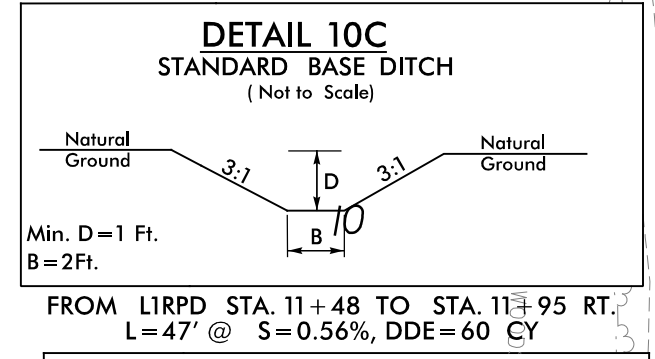 DETAIL 10C
STANDARD BASE DITCH
( Not to Scale)
Natural
Ground
3:1
D
3:1
Natural
Ground
10
B
Min. D=1 Ft.
B=2Ft.
FROM L1RPD STA. 11+48 TO STA. 11+95 RT.
L=47' @ S=0.56%, DDE=60 CY